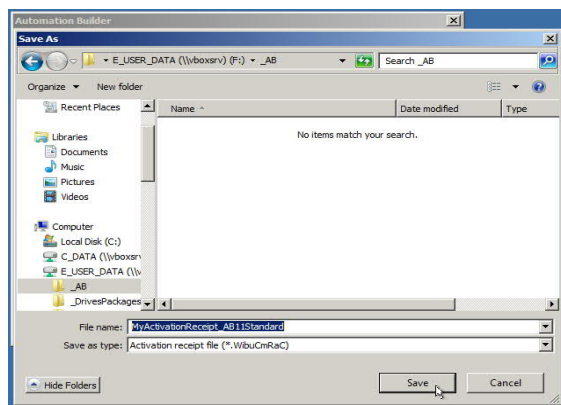 Automation Builder
Save As
E_USER_DATA (\\vboxsrv) (F:) _AB
Search _AB
Organize
New folder
Recent Places
Name
Date modified
Type
No items match your search.
Libraries
Documents
Music
Pictures
Videos
Computer
Local Disk (C:)
C_DATA (\\vboxsrv
E_USER_DATA (\\v
_AB
_DrivesPackages
File name: MyActivationReceipt_AB11Standard
Save as type: Activation receipt file (*.WibuCmRaC)
Hide Folders
Save
Cancel